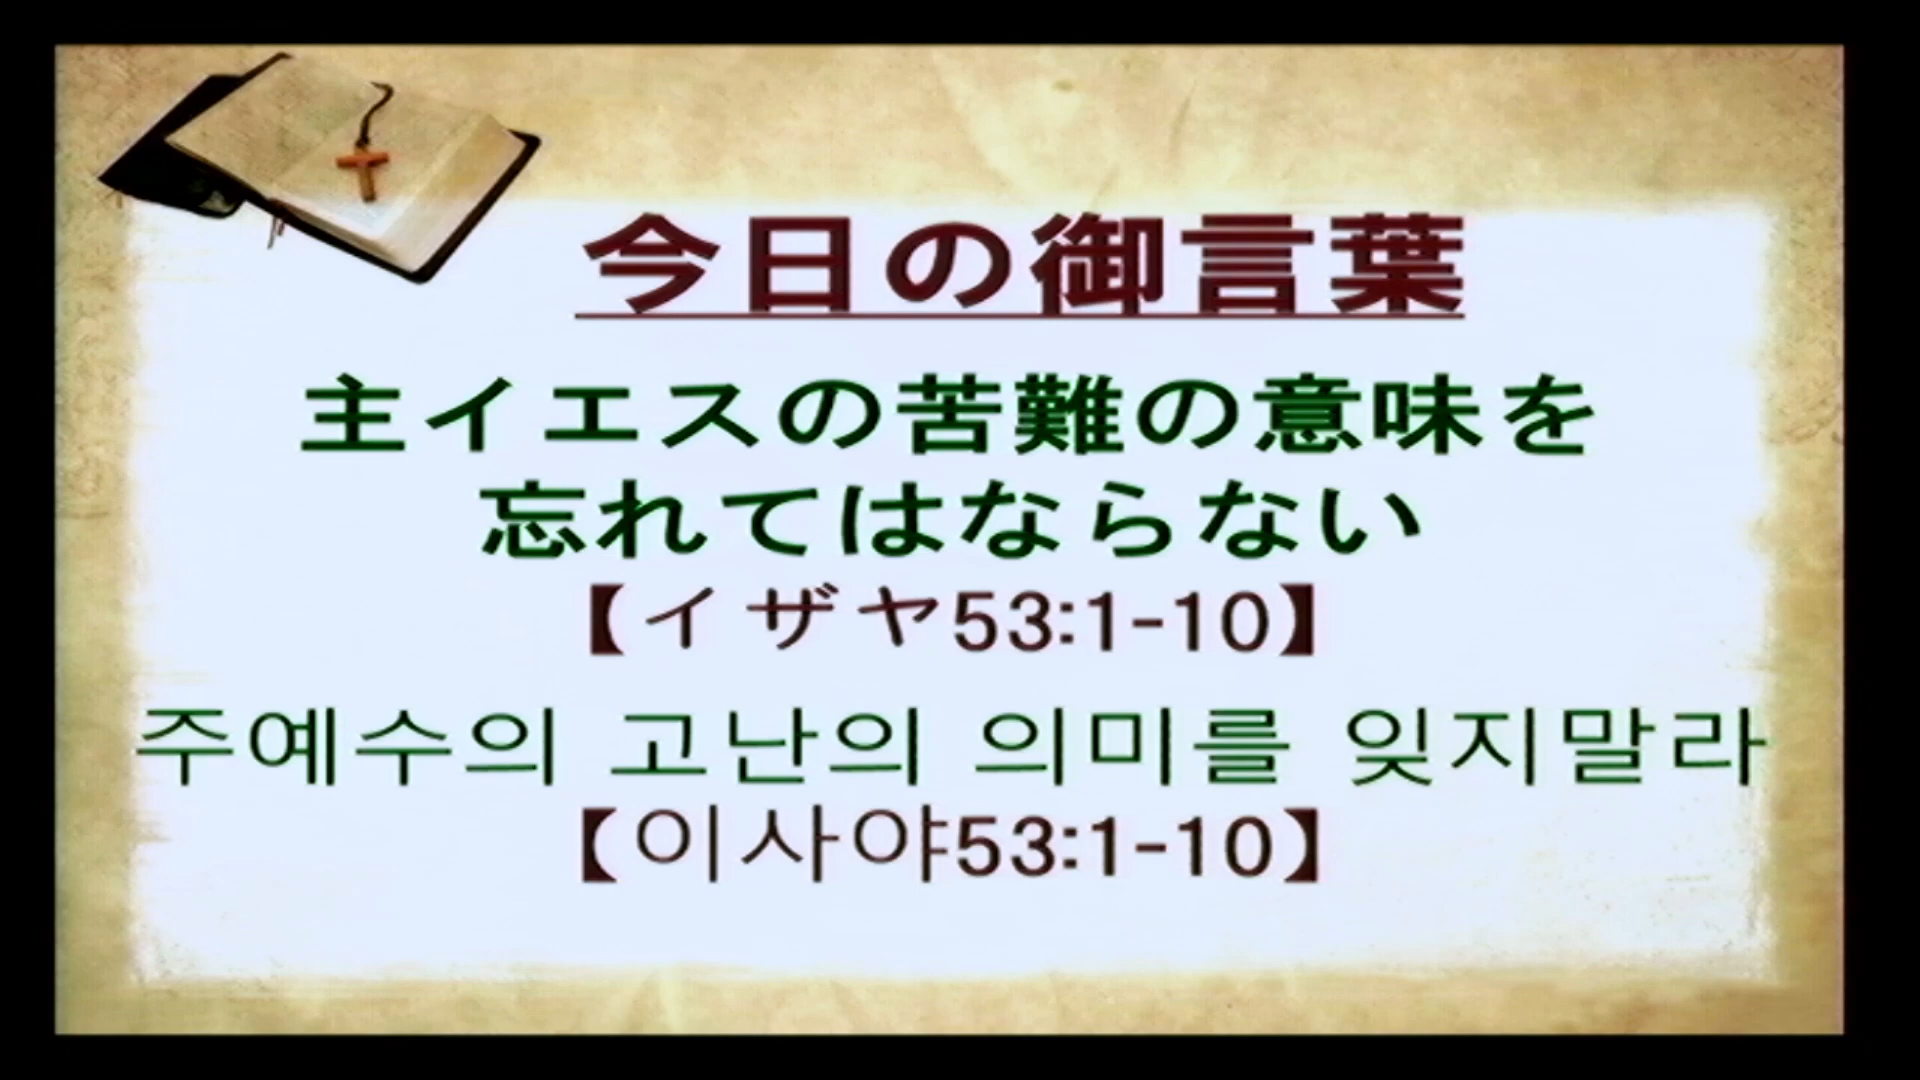 今日の御言葉
主イエスの苦難の意味を
忘れてはならない
【イザヤ53:1-10】
주예수의 고난의 의미를 잊지말라
【이사야53:1-10】